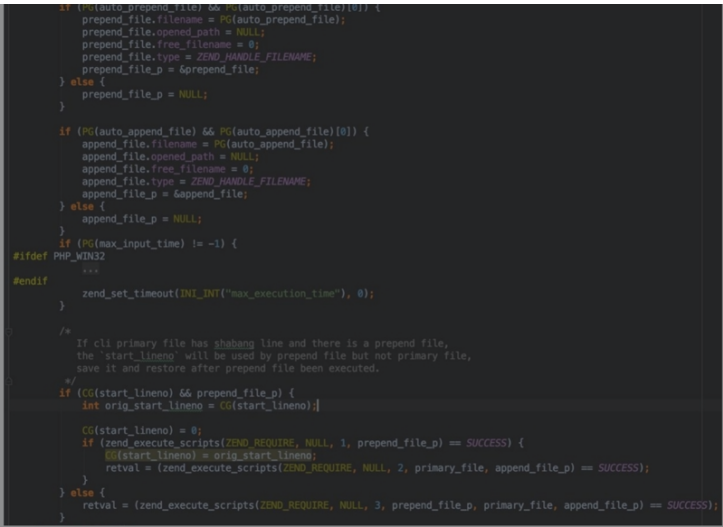 if (PG(auto_prepend_file) && PG(auto_prepend_file)[0]) {
prepend_file.filename = PG(auto_prepend_file);
prepend_file.opened_path = NULL;
prepend_file.free_filename = 0;
prepend_file.type = ZEND_HANDLE_FILENAME;
prepend_file_p = &prepend_file;
} else {
prepend_file_p = NULL;
}
if (PG(auto_append_file) && PG(auto_append_file)[0]) {
append_file.filename = PG(auto_append_file);
append_file.opened_path = NULL;
append_file.free_filename = 0;
append_file.type = ZEND_HANDLE_FILENAME;
append_file_p = &append_file;
} else {
append_file_p = NULL;
}
if (PG(max_input_time) != -1) {
#ifdef PHP_WIN32
...
#endif
zend_set_timeout(INI_INT("max_execution_time"), 0);
}
/*
If cli primary file has shabang line and there is a prepend file,
the `start_lineno` will be used by prepend file but not primary file,
save it and restore after prepend file been executed.
*/
if (CG(start_lineno) && prepend_file_p) {
int orig_start_lineno = CG(start_lineno);
CG(start_lineno) = 0;
if (zend_execute_scripts(ZEND_REQUIRE, NULL, 1, prepend_file_p) == SUCCESS) {
CG(start_lineno) = orig_start_lineno;
retval = (zend_execute_scripts(ZEND_REQUIRE, NULL, 2, primary_file, append_file_p) == SUCCESS);
}
} else {
retval = (zend_execute_scripts(ZEND_REQUIRE, NULL, 3, prepend_file_p, primary_file, append_file_p) == SUCCESS);
}